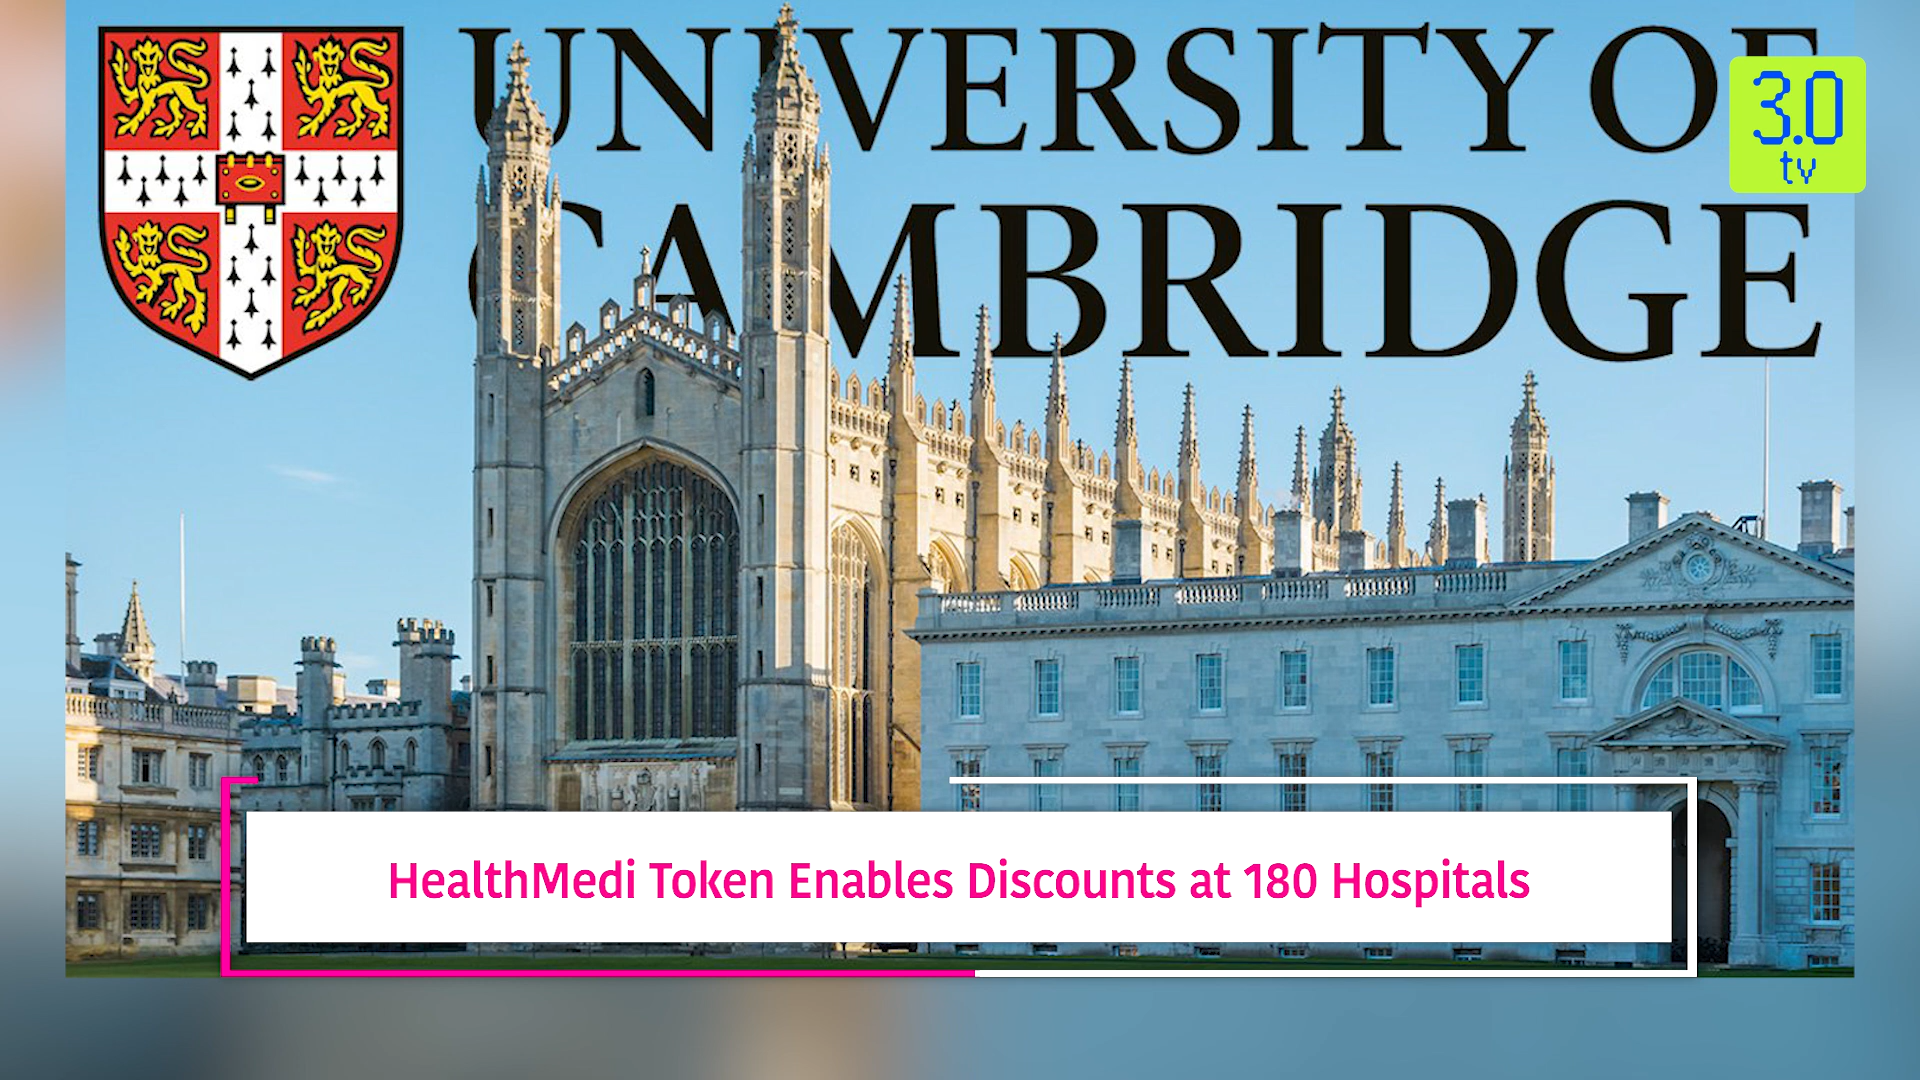 UNIVERSITY OF
CAMBRIDGE
3.0
tv
HealthMedi Token Enables Discounts at 180 Hospitals